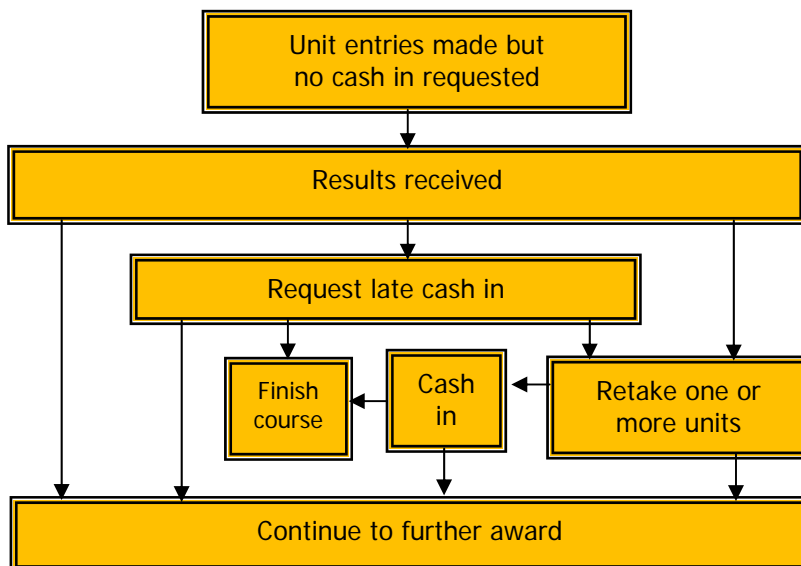 Unit entries made but
no cash in requested
Results received
Request late cash in
Finish
course
Cash
in
Retake one or
more units
Continue to further award